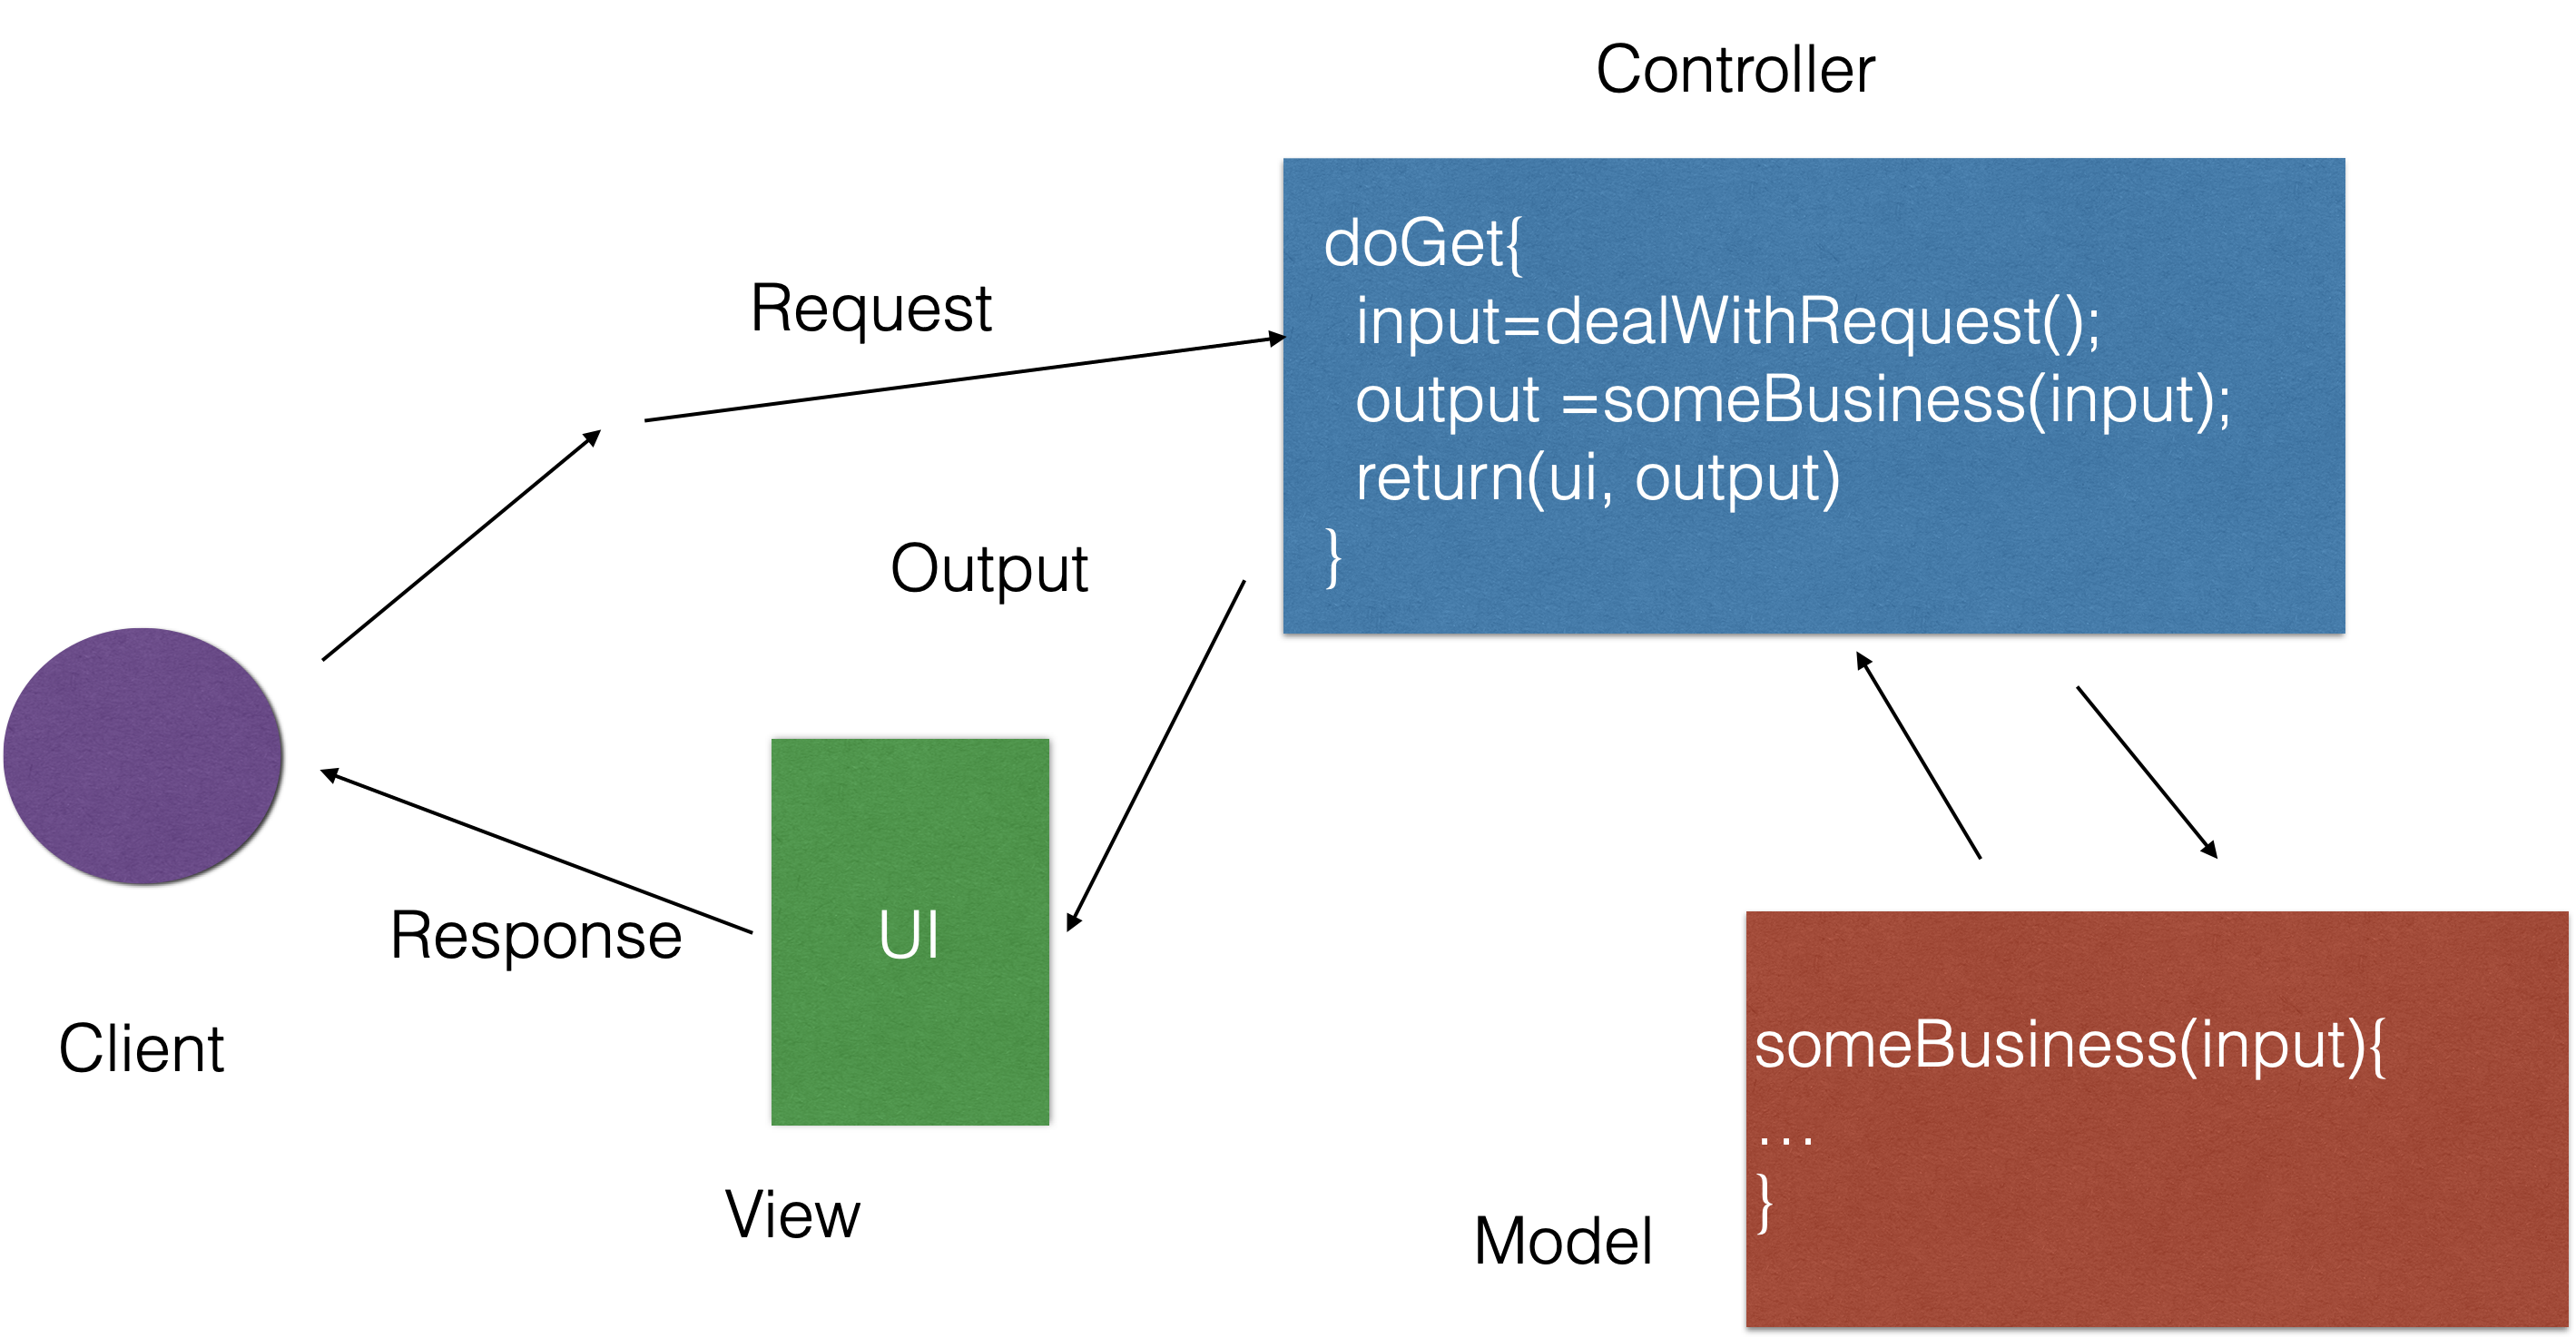 Controller
doGet{
input=dealWithRequest();
output =someBusiness(input);
return(ui, output)
}
Request
Output
UI
Response
Client
View
someBusiness(input){
...
}
Model